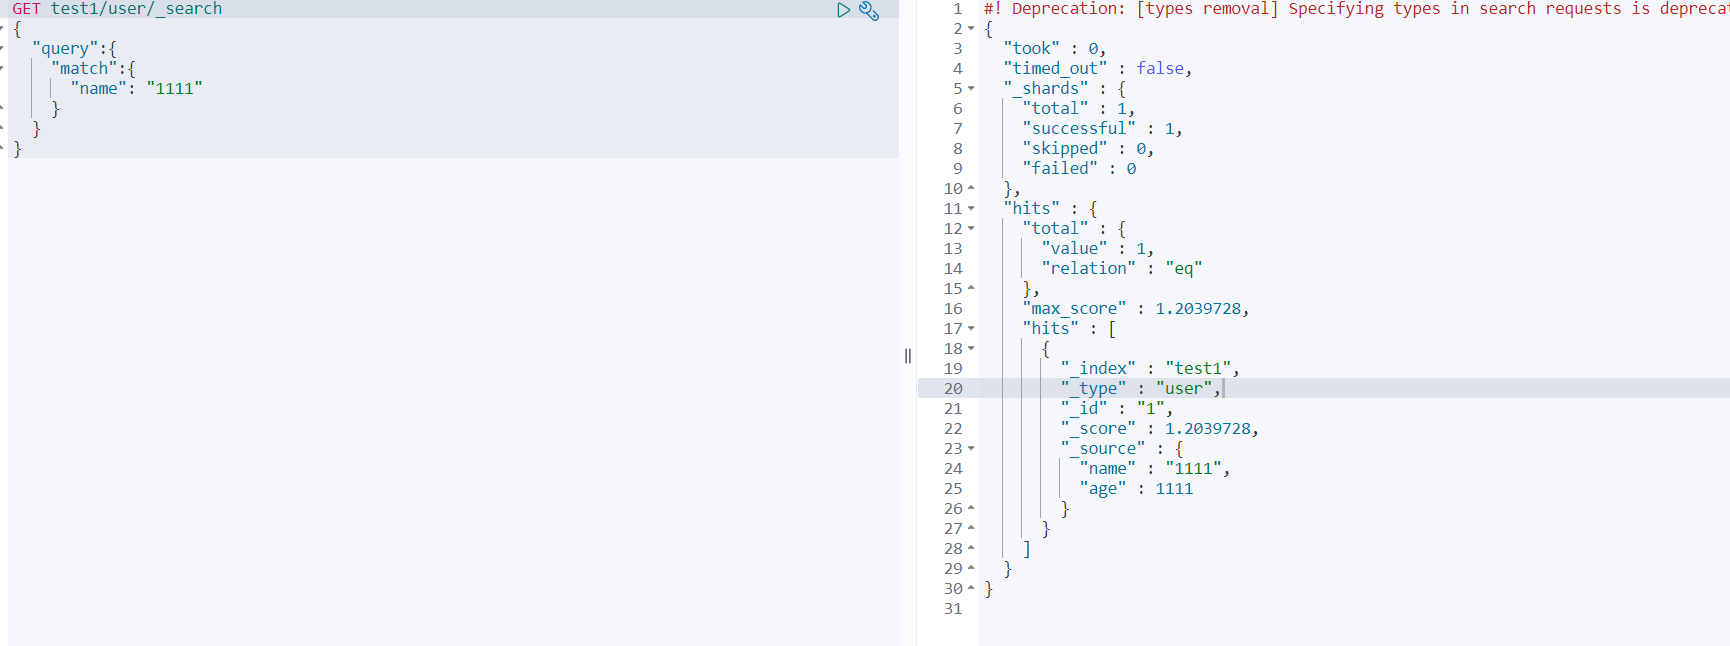 GET test1/user/_search
{
  "query":{
    "match":{
      "name": "1111"
    }
  }
}
1 #! Deprecation: [types removal] Specifying types in search requests is
2 {
3   "took" : 0,
4   "timed_out" : false,
5   "_shards" : {
6     "total" : 1,
7     "successful" : 1,
8     "skipped" : 0,
9     "failed" : 0
10   },
11   "hits" : {
12     "total" : {
13       "value" : 1,
14       "relation" : "eq"
15     },
16     "max_score" : 1.2039728,
17     "hits" : [
18       {
19         "_index" : "test1",
20         "_type" : "user",
21         "_id" : "1",
22         "_score" : 1.2039728,
23         "_source" : {
24           "name" : "1111",
25           "age" : 1111
26         }
27       }
28     ]
29   }
30 }
31